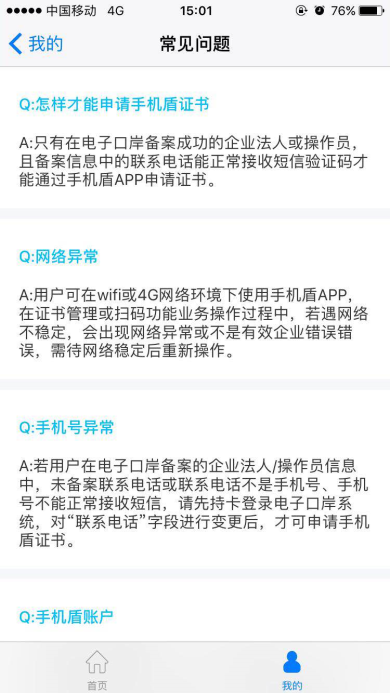 中国移动 4G 15:01 76%
我的 常见问题
Q:怎样才能申请手机盾证书
A:只有在电子口岸备案成功的企业法人或操作员，
且备案信息中的联系电话能正常接收短信验证码才
能通过手机盾APP申请证书。
Q:网络异常
A:用户可在wifi或4G网络环境下使用手机盾APP，
在证书管理或扫码功能业务操作过程中，若遇网络
不稳定，会出现网络异常或不是有效企业错误错
误，需待网络稳定后重新操作。
Q:手机号异常
A:若用户在电子口岸备案的企业法人/操作员信息
中，未备案联系电话或联系电话不是手机号、手机
号不能正常接收短信，请先持卡登录电子口岸系
统，对“联系电话”字段进行变更后，才可申请手机
盾证书。
Q:手机盾账户
首页 我的